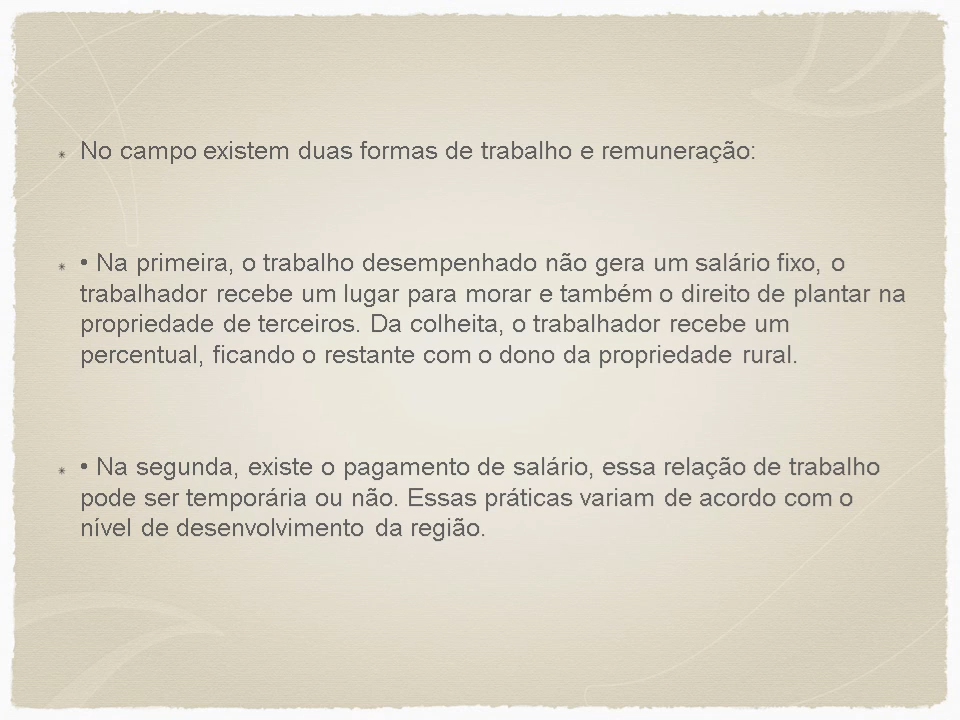 No campo existem duas formas de trabalho e remuneração:
• Na primeira, o trabalho desempenhado não gera um salário fixo, o
trabalhador recebe um lugar para morar e também o direito de plantar na
propriedade de terceiros. Da colheita, o trabalhador recebe um
percentual, ficando o restante com o dono da propriedade rural.
• Na segunda, existe o pagamento de salário, essa relação de trabalho
pode ser temporária ou não. Essas práticas variam de acordo com o
nível de desenvolvimento da região.